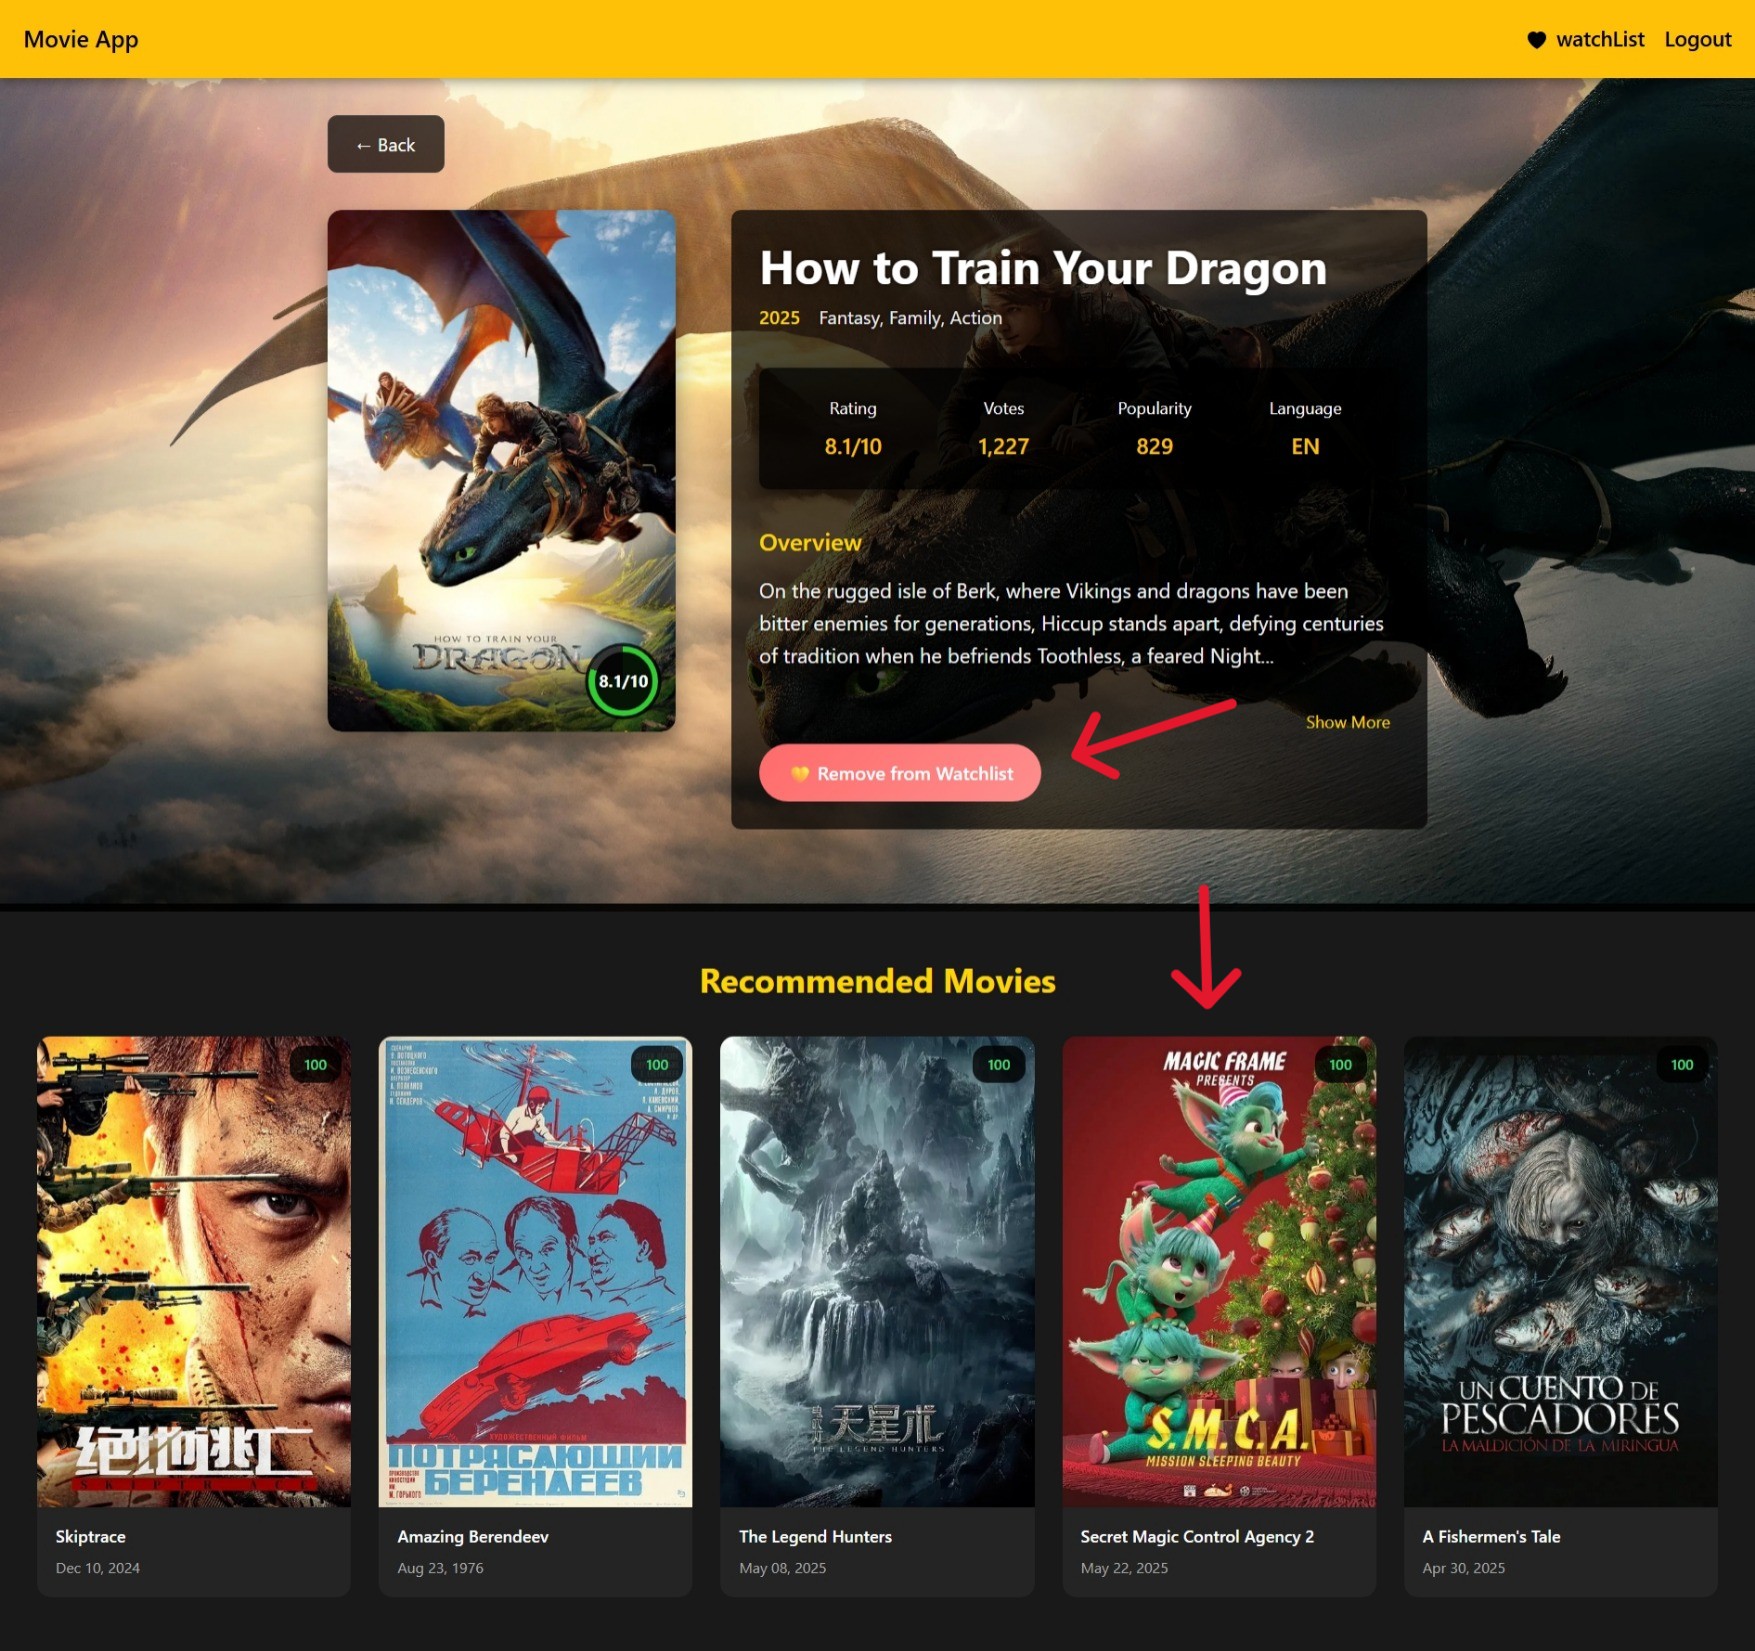 Movie App
watchList
Logout
← Back
HOW TO TRAIN YOUR
DRAGON
8.1/10
How to Train Your Dragon
2025 Fantasy, Family, Action
Rating Votes Popularity Language
8.1/10 1,227 829 EN
Overview
On the rugged isle of Berk, where Vikings and dragons have been
bitter enemies for generations, Hiccup stands apart, defying centuries
of tradition when he befriends Toothless, a feared Night...
Show More
Remove from Watchlist
Recommended Movies
100
SKIPTRACE
Skiptrace
Dec 10, 2024
100
ХУДОЖЕСТВЕННЫЙ ФИЛЬМ
ПОТРЯСАЮЩИЙ
БЕРЕНДЕЕВ
Amazing Berendeev
Aug 23, 1976
100
天星术
THE LEGEND HUNTERS
The Legend Hunters
May 08, 2025
100
MAGIC FRAME
PRESENTS
S.M.C.A.
MISSION SLEEPING BEAUTY
Secret Magic Control Agency 2
May 22, 2025
100
UN CUENTO DE
PESCADORES
LA MALDICIÓN DE LA MIRINGUA
A Fishermen's Tale
Apr 30, 2025